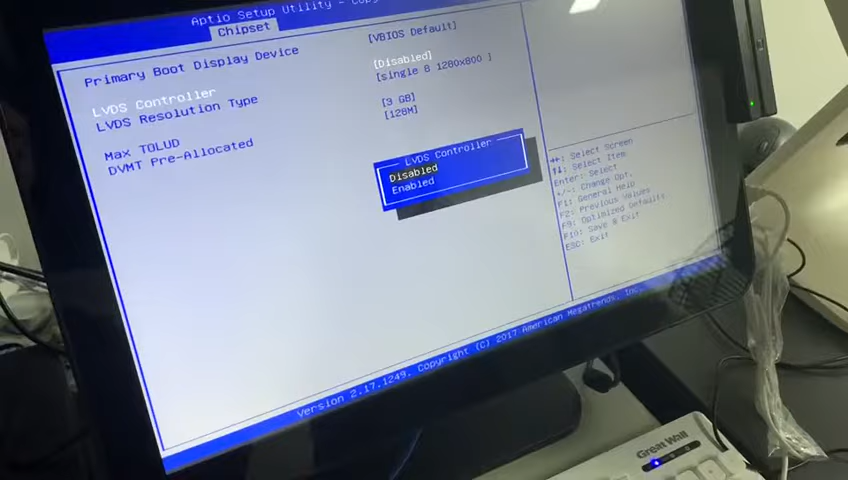 Aptio Setup Utility -
Chipset
Primary Boot Display Device [VBIOS Default]
LVDS Controller [Disabled]
LVDS Resolution Type [single 8 1280x800 ]
Max TOLUD [3 GB]
DVMT Pre-Allocated [128M]
LVDS Controller
Disabled
Enabled
→←: Select Screen
↑↓: Select Item
Enter: Select
+/-: Change Opt.
F1: General Help
F2: Previous Values
F9: Optimized Defaults
F10: Save & Exit
ESC: Exit
Version 2.17.1249. Copyright (C) 2017 American Megatrends, Inc.
Great Wall